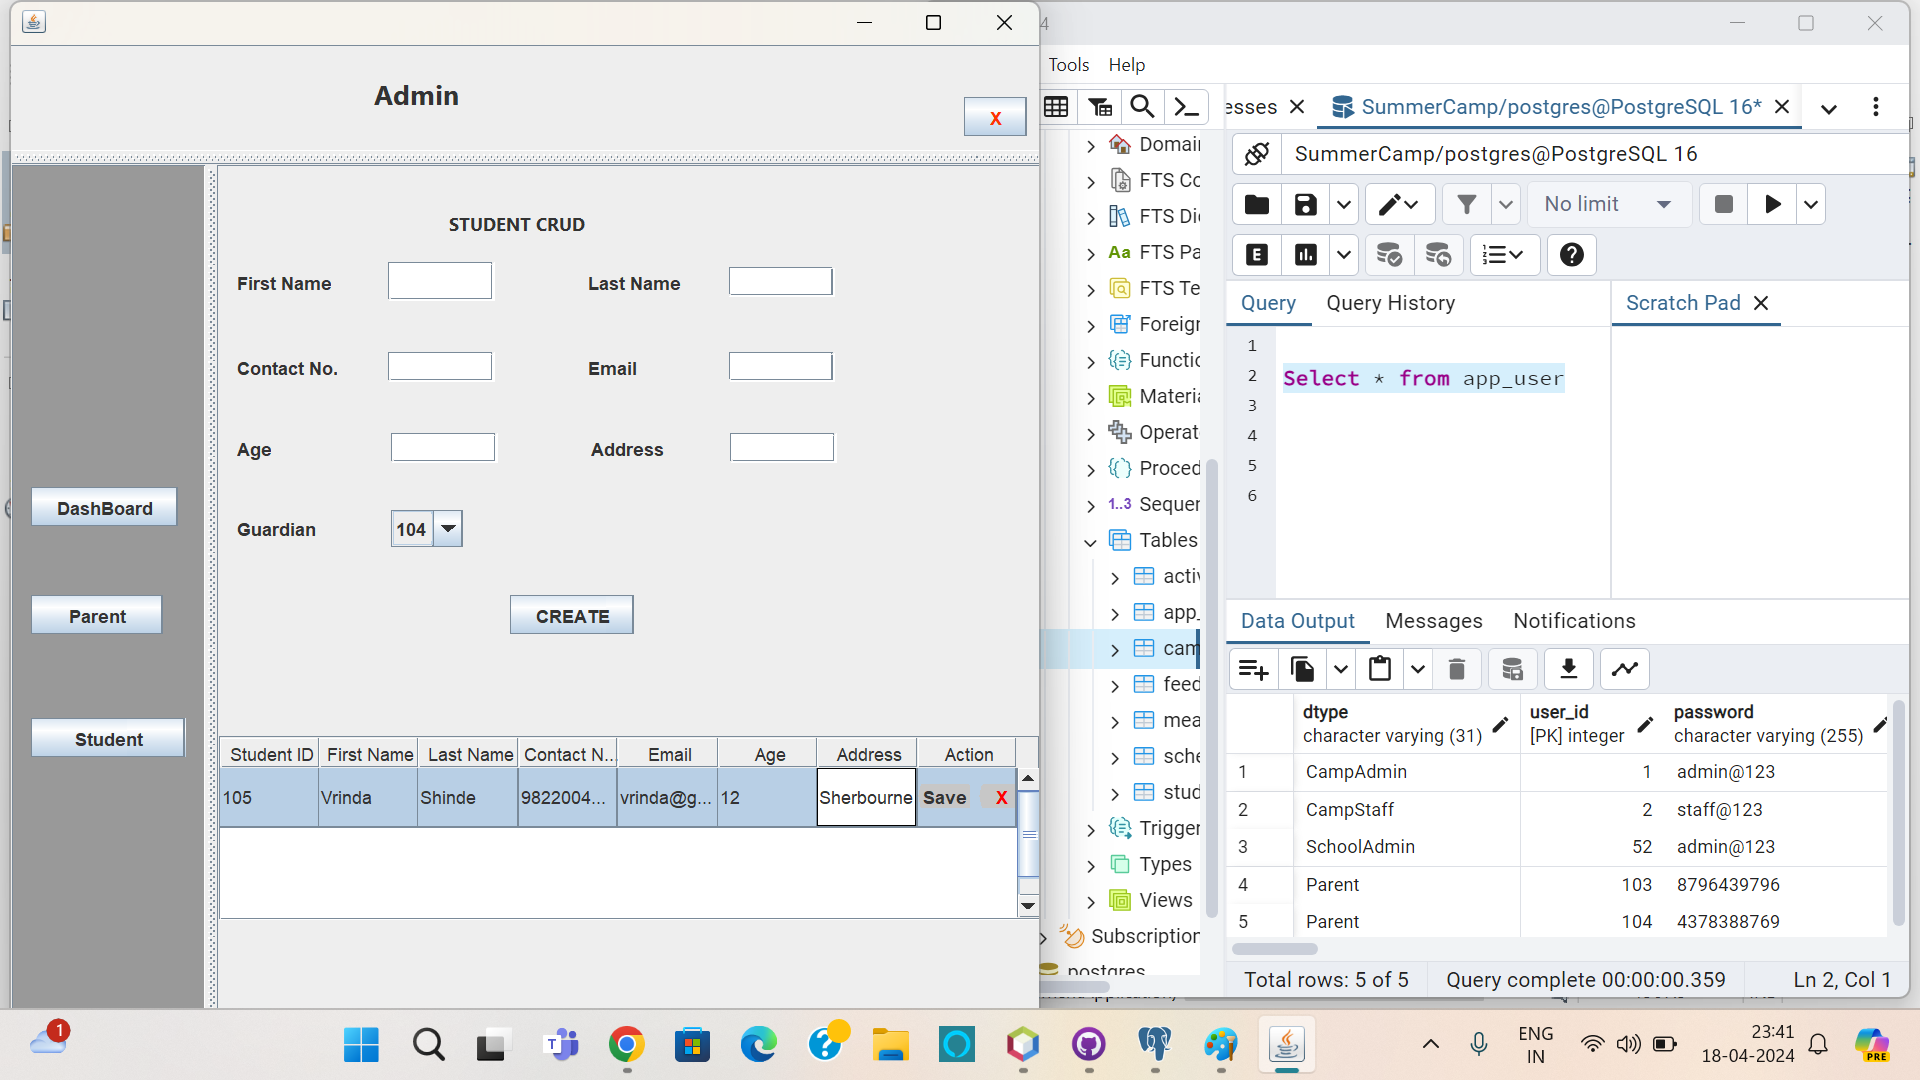 Admin
X
STUDENT CRUD
First Name
Last Name
Contact No.
Email
Age
Address
Guardian
104
CREATE
DashBoard
Parent
Student
Student ID First Name Last Name Contact N... Email Age Address Action
105 Vrinda Shinde 9822004... vrinda@g... 12 Sherbourne Save X
4
Tools Help
esses
SummerCamp/postgres@PostgreSQL 16*
SummerCamp/postgres@PostgreSQL 16
No limit
E
Query
Query History
Scratch Pad
1
2 Select * from app_user
3
4
5
6
Domai
FTS Co
FTS Di
Aa FTS Pa
FTS Te
Foreig
Functio
Materia
Operat
Proced
1..3 Sequer
Tables
activ
app_
cam
feed
mea
sche
stud
Trigger
Types
Views
Subscription
postgres
Data Output
Messages
Notifications
dtype
character varying (31)
user_id
[PK] integer
password
character varying (255)
1 CampAdmin 1 admin@123
2 CampStaff 2 staff@123
3 SchoolAdmin 52 admin@123
4 Parent 103 8796439796
5 Parent 104 4378388769
Total rows: 5 of 5
Query complete 00:00:00.359
Ln 2, Col 1
1
T
?
ENG
IN
23:41
18-04-2024
PRE